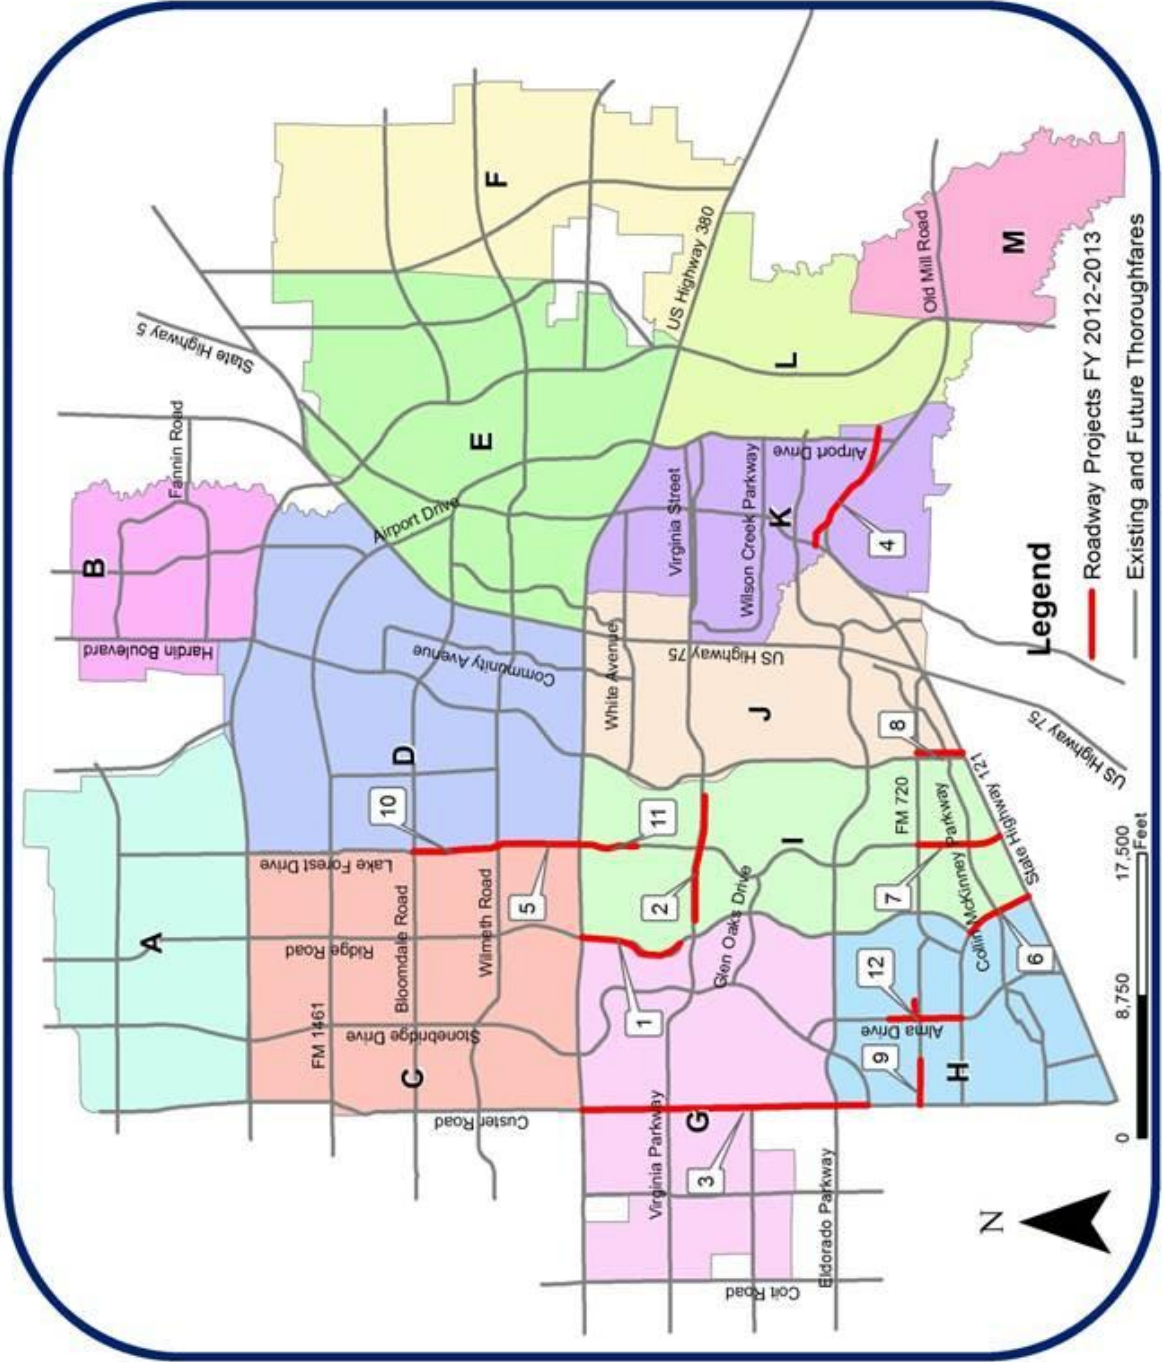 A
B
C
D
E
F
G
H
I
J
K
L
M
State Highway 5
Fannin Road
Hardin Boulevard
Airport Drive
Community Avenue
Lake Forest Drive
Ridge Road
FM 1461
Bloomdale Road
Wilmeth Road
Stonebridge Drive
Custer Road
US Highway 380
Virginia Street
Wilson Creek Parkway
Airport Drive
Old Mill Road
White Avenue
US Highway 75
Glen Oaks Drive
Virginia Parkway
Eldorado Parkway
Coit Road
FM 720
Collin McKinney Parkway
Alma Drive
State Highway 121
US Highway 75
1
2
3
4
5
6
7
8
9
10
11
12
N
0 8,750 17,500
Feet
Legend
Roadway Projects FY 2012-2013
Existing and Future Thoroughfares